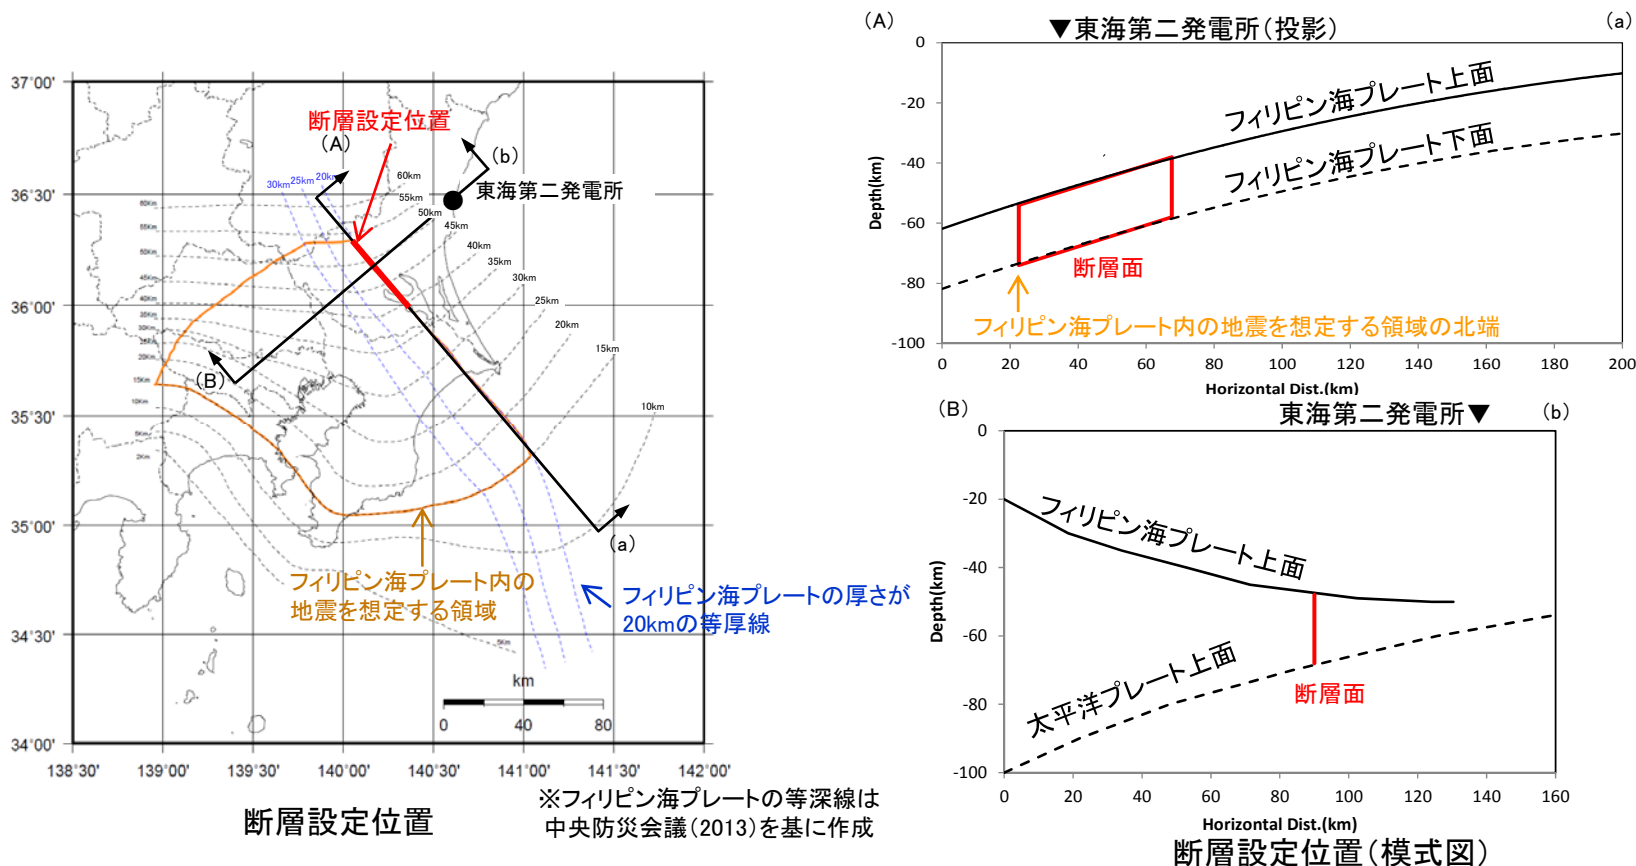 37°00'
36°30'
36°00'
35°30'
35°00'
34°30'
34°00'
138°30'
139°00'
139°30'
140°00'
140°30'
141°00'
141°30'
142°00'
断層設定位置
(A)
(b)
東海第二発電所
30km
25km
20km
60km
55km
50km
45km
40km
35km
30km
25km
20km
15km
10km
60Km
55Km
50Km
45Km
40Km
35Km
30Km
25Km
20Km
15Km
10Km
5Km
2Km
5Km
(B)
(a)
フィリピン海プレート内の
地震を想定する領域
フィリピン海プレートの厚さが
20kmの等厚線
km
0
40
80
断層設定位置
※フィリピン海プレートの等深線は
中央防災会議(2013)を基に作成
(A)
▼東海第二発電所(投影)
(a)
0
-20
-40
-60
-80
-100
Depth(km)
フィリピン海プレート上面
フィリピン海プレート下面
断層面
フィリピン海プレート内の地震を想定する領域の北端
0 20 40 60 80 100 120 140 160 180 200
Horizontal Dist.(km)
(B)
東海第二発電所▼
(b)
0
-20
-40
-60
-80
-100
Depth(km)
フィリピン海プレート上面
太平洋プレート上面
断層面
0 20 40 60 80 100 120 140 160
Horizontal Dist.(km)
断層設定位置(模式図)